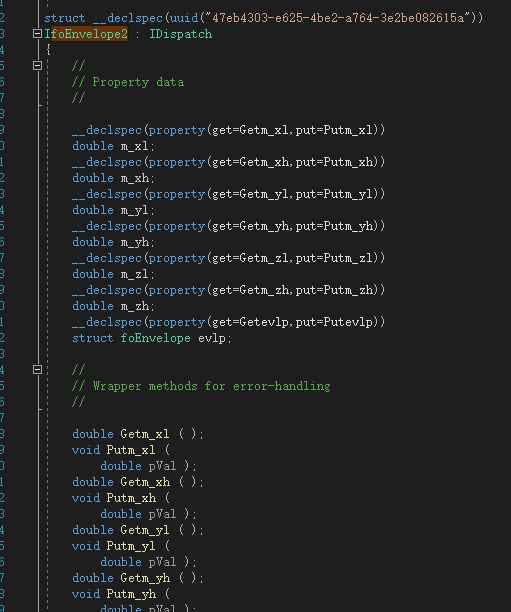 2 struct __declspec(uuid("47eb4303-e625-4be2-a764-3e2be082615a"))
3 IfoEnvelope2 : IDispatch
4 {
5 //
6 // Property data
7 //
8
9 __declspec(property(get=Getm_xl,put=Putm_xl))
0 double m_xl;
1 __declspec(property(get=Getm_xh,put=Putm_xh))
2 double m_xh;
3 __declspec(property(get=Getm_yl,put=Putm_yl))
4 double m_yl;
5 __declspec(property(get=Getm_yh,put=Putm_yh))
6 double m_yh;
7 __declspec(property(get=Getm_zl,put=Putm_zl))
8 double m_zl;
9 __declspec(property(get=Getm_zh,put=Putm_zh))
0 double m_zh;
1 __declspec(property(get=Getevlp,put=Putevlp))
2 struct foEnvelope evlp;
3
4 //
5 // Wrapper methods for error-handling
6 //
7
8 double Getm_xl ( );
9 void Putm_xl (
0 double pVal );
1 double Getm_xh ( );
2 void Putm_xh (
3 double pVal );
4 double Getm_yl ( );
5 void Putm_yl (
6 double pVal );
7 double Getm_yh ( );
8 void Putm_yh (
9 double pVal );